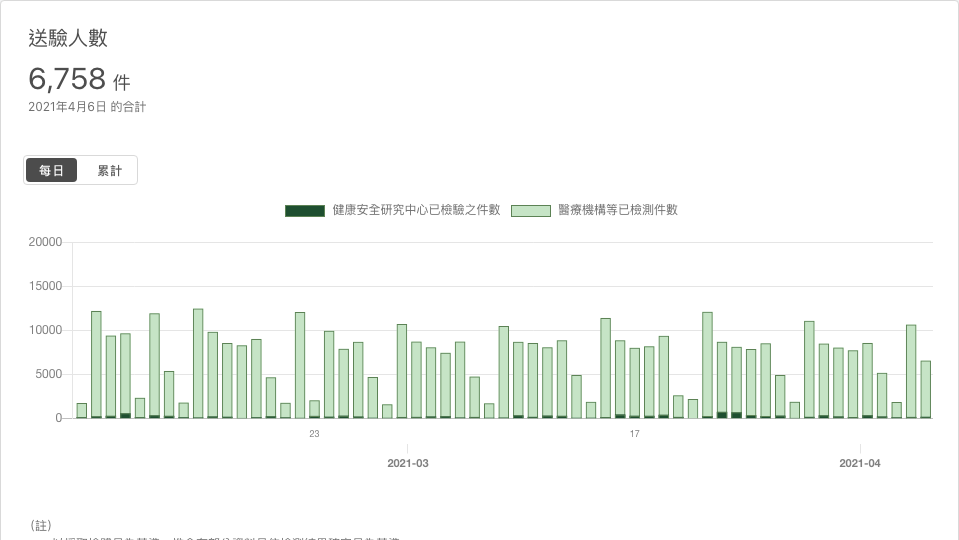 送驗人數
6,758 件
2021年4月6日 的合計
每日 累計
健康安全研究中心已檢驗之件數 醫療機構等已檢測件數
20000
15000
10000
5000
0
23 17
2021-03 2021-04
（註）